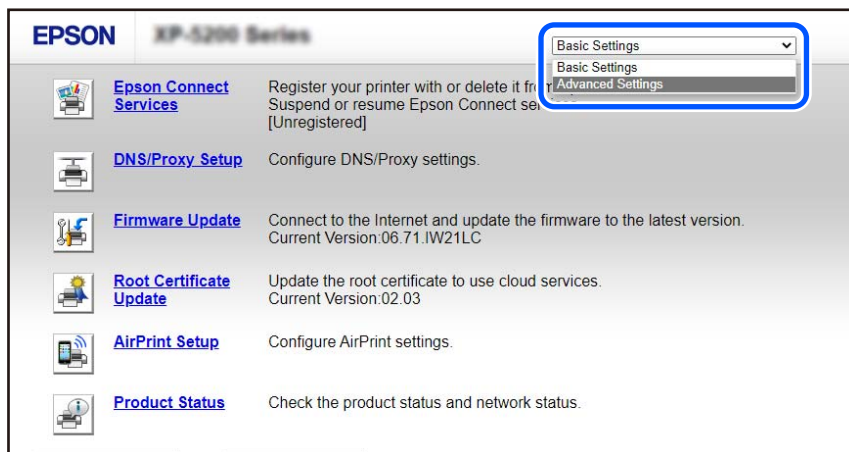 EPSON XP-5200 Series
Basic Settings
Basic Settings
Advanced Settings
Epson Connect Services
Register your printer with or delete it
Suspend or resume Epson Connect
[Unregistered]
DNS/Proxy Setup
Configure DNS/Proxy settings.
Firmware Update
Connect to the Internet and update the firmware to the latest version.
Current Version:06.71.IW21LC
Root Certificate
Update
Update the root certificate to use cloud services.
Current Version:02.03
AirPrint Setup
Configure AirPrint settings.
Product Status
Check the product status and network status.